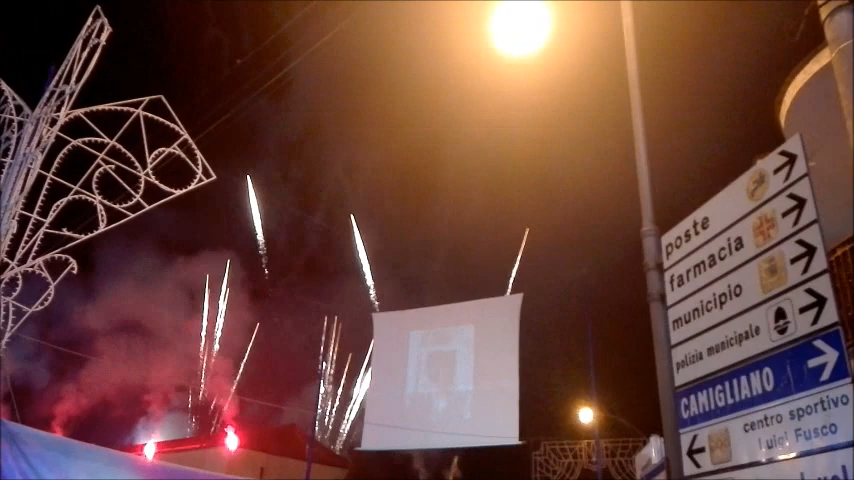 poste
farmacia
municipio
polizia municipale
CAMIGLIANO
centro sportivo
Luigi Fusco